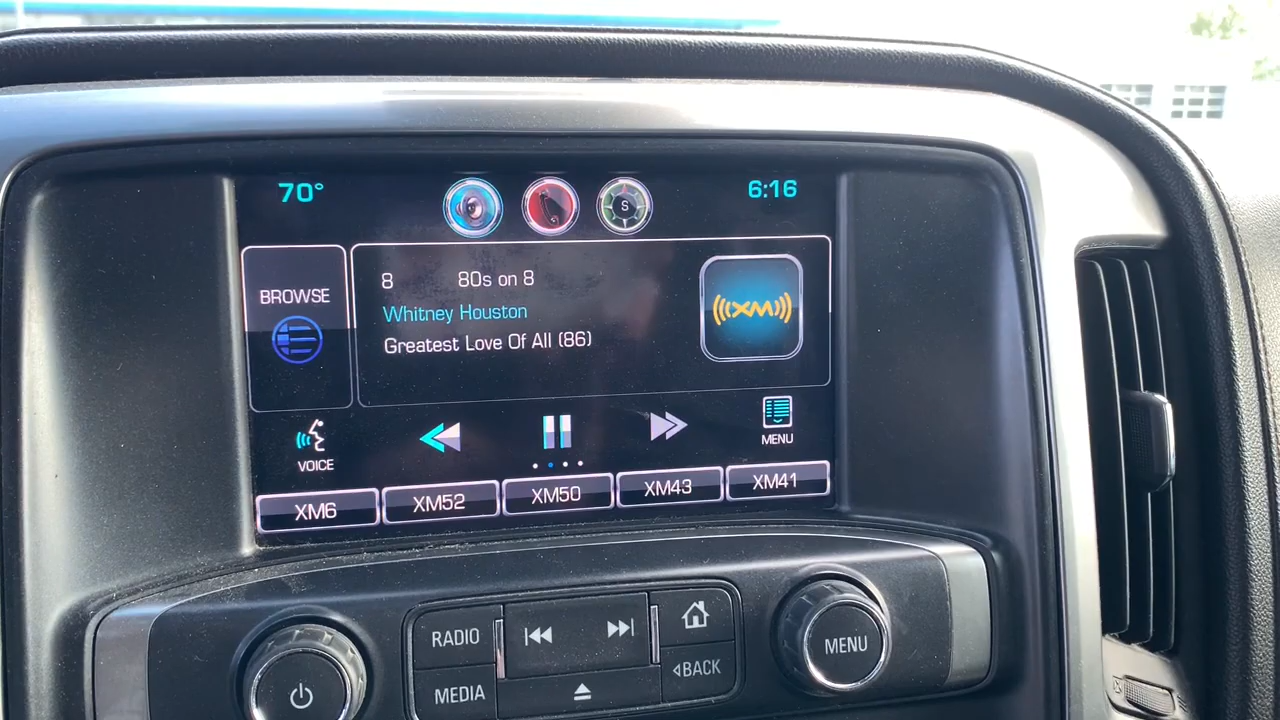 70°
S
6:16
BROWSE
8 80s on 8
Whitney Houston
Greatest Love Of All (86)
XM
VOICE
MENU
XM6 XM52 XM50 XM43 XM41
RADIO
MEDIA
BACK
MENU